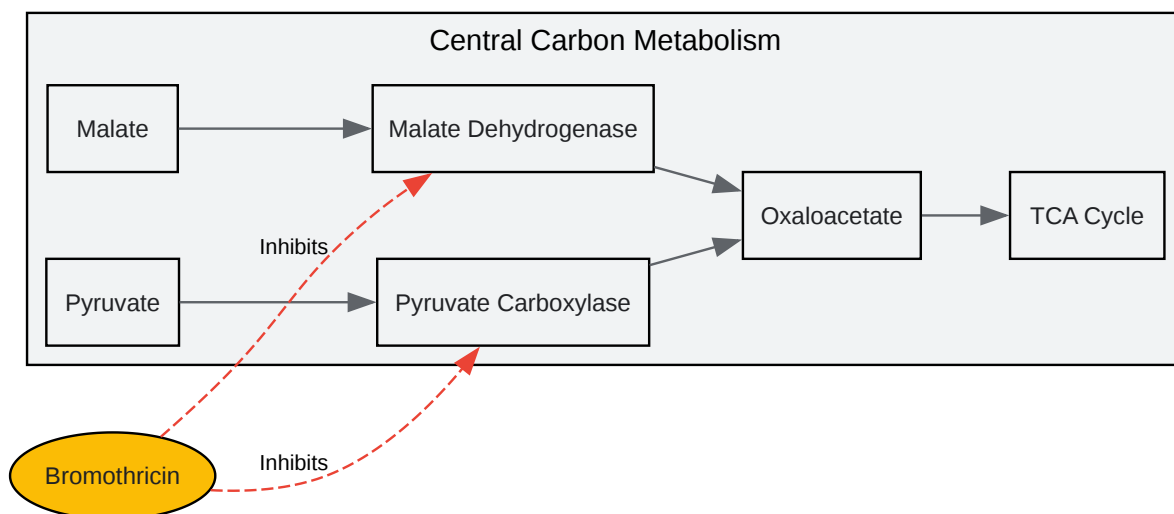 Central Carbon Metabolism
Malate
Malate Dehydrogenase
Oxaloacetate
TCA Cycle
Inhibits
Pyruvate
Pyruvate Carboxylase
Inhibits
Bromothricin